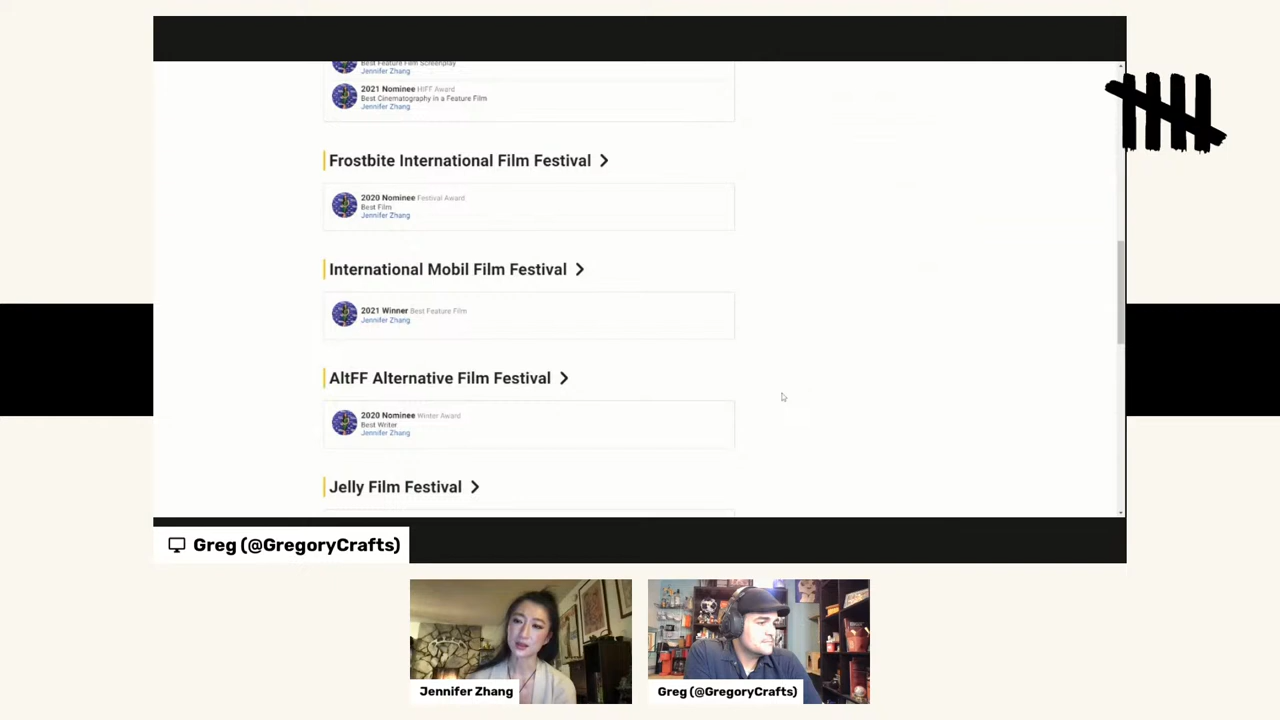 Best Feature Film Screenplay
Jennifer Zhang
2021 Nominee HIFF Award
Best Cinematography in a Feature Film
Jennifer Zhang
Frostbite International Film Festival
2020 Nominee Festival Award
Best Film
Jennifer Zhang
International Mobil Film Festival
2021 Winner Best Feature Film
Jennifer Zhang
AltFF Alternative Film Festival
2020 Nominee Winter Award
Best Writer
Jennifer Zhang
Jelly Film Festival
Greg (@GregoryCrafts)
Jennifer Zhang
Greg (@GregoryCrafts)